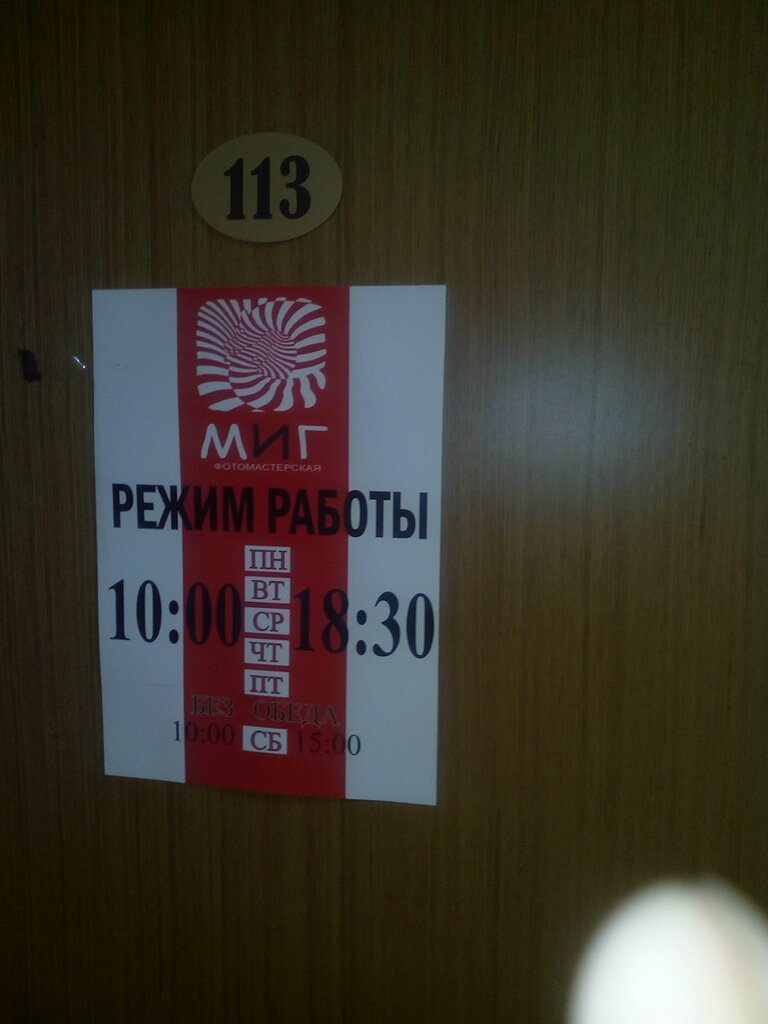 113
МИГ
ФОТОМАСТЕРСКАЯ
РЕЖИМ РАБОТЫ
ПН
ВТ
10:00 СР 18:30
ЧТ
ПТ
БЕЗ ОБЕДА
10:00 СБ 15:00